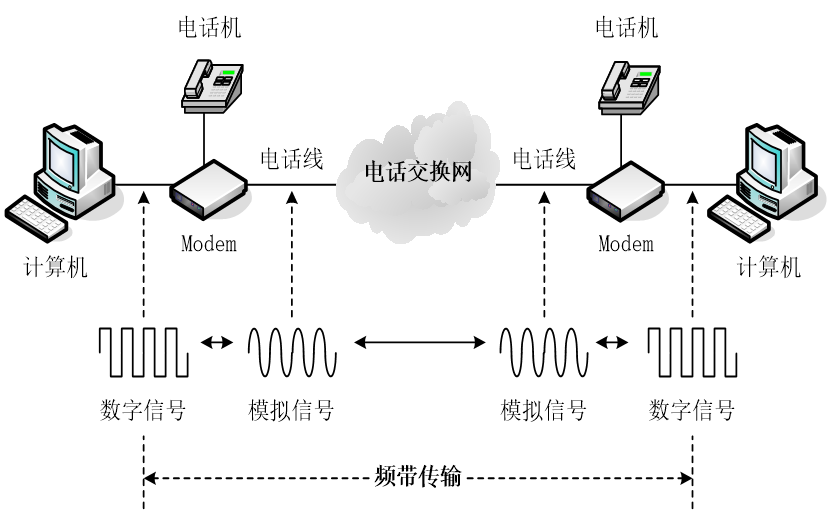 电话机
电话机
电话线
电话交换网
电话线
Modem
Modem
计算机
计算机
数字信号
模拟信号
模拟信号
数字信号
频带传输